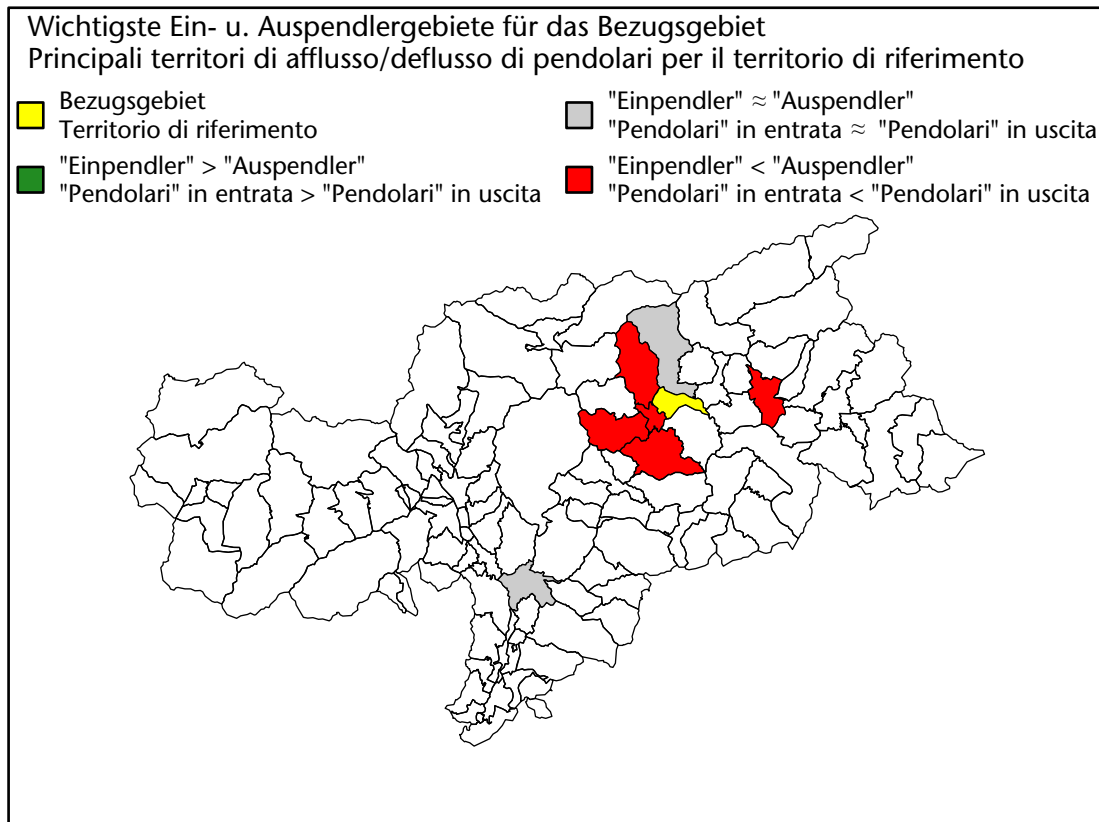 Wichtigste Ein- u. Auspendlergebiete für das Bezugsgebiet
Principali territori di afflusso/deflusso di pendolari per il territorio di riferimento
Bezugsgebiet
Territorio di riferimento
"Einpendler" > "Auspendler"
"Pendolari" in entrata > "Pendolari" in uscita
"Einpendler" ≈ "Auspendler"
"Pendolari" in entrata ≈ "Pendolari" in uscita
"Einpendler" < "Auspendler"
"Pendolari" in entrata < "Pendolari" in uscita